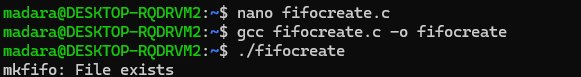 madara@DESKTOP-RQDRVM2:~$ nano fifocreate.c
madara@DESKTOP-RQDRVM2:~$ gcc fifocreate.c -o fifocreate
madara@DESKTOP-RQDRVM2:~$ ./fifocreate
mkfifo: File exists